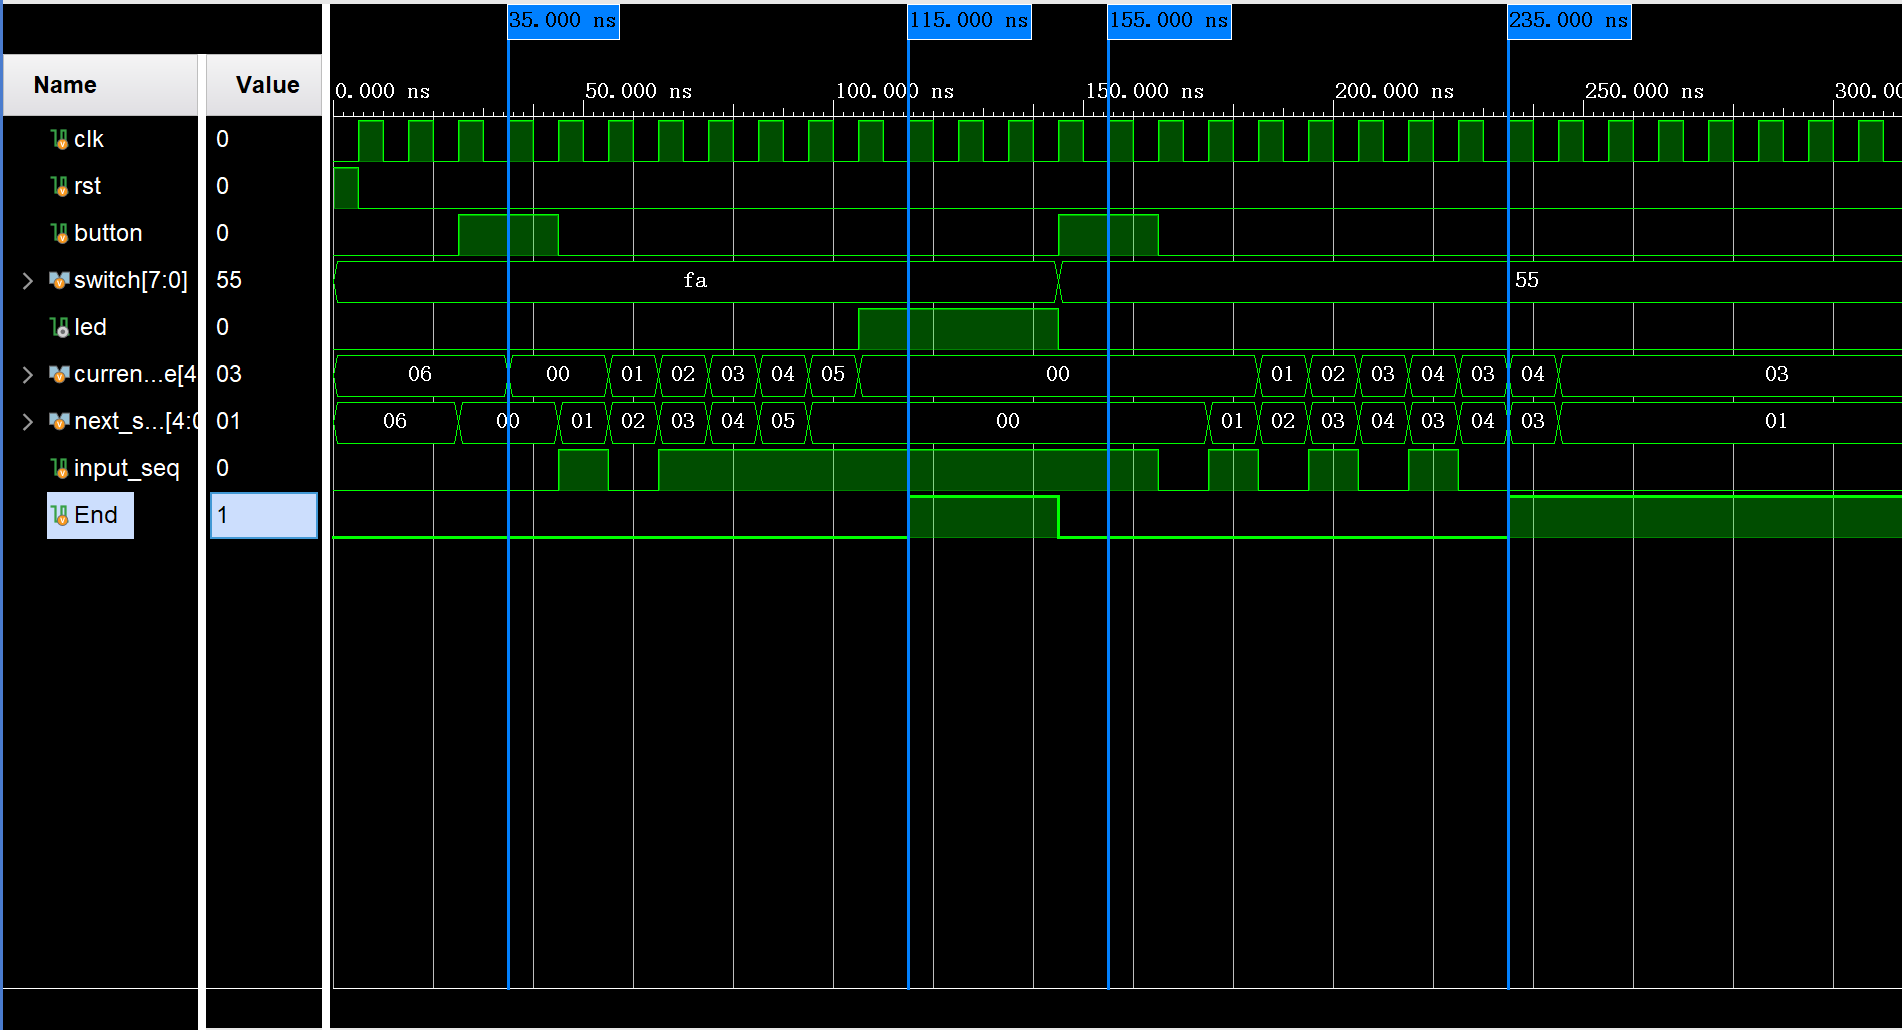 35.000 ns 115.000 ns 155.000 ns 235.000 ns
Name Value
0.000 ns 50.000 ns 100.000 ns 150.000 ns 200.000 ns 250.000 ns 300.00
clk 0
rst 0
button 0
switch[7:0] 55 fa 55
led 0
curren...e[4 03 06 00 01 02 03 04 05 00 01 02 03 04 03 04 03
next_s...[4:0 01 06 00 01 02 03 04 05 00 01 02 03 04 03 04 03 01
input_seq 0
End 1